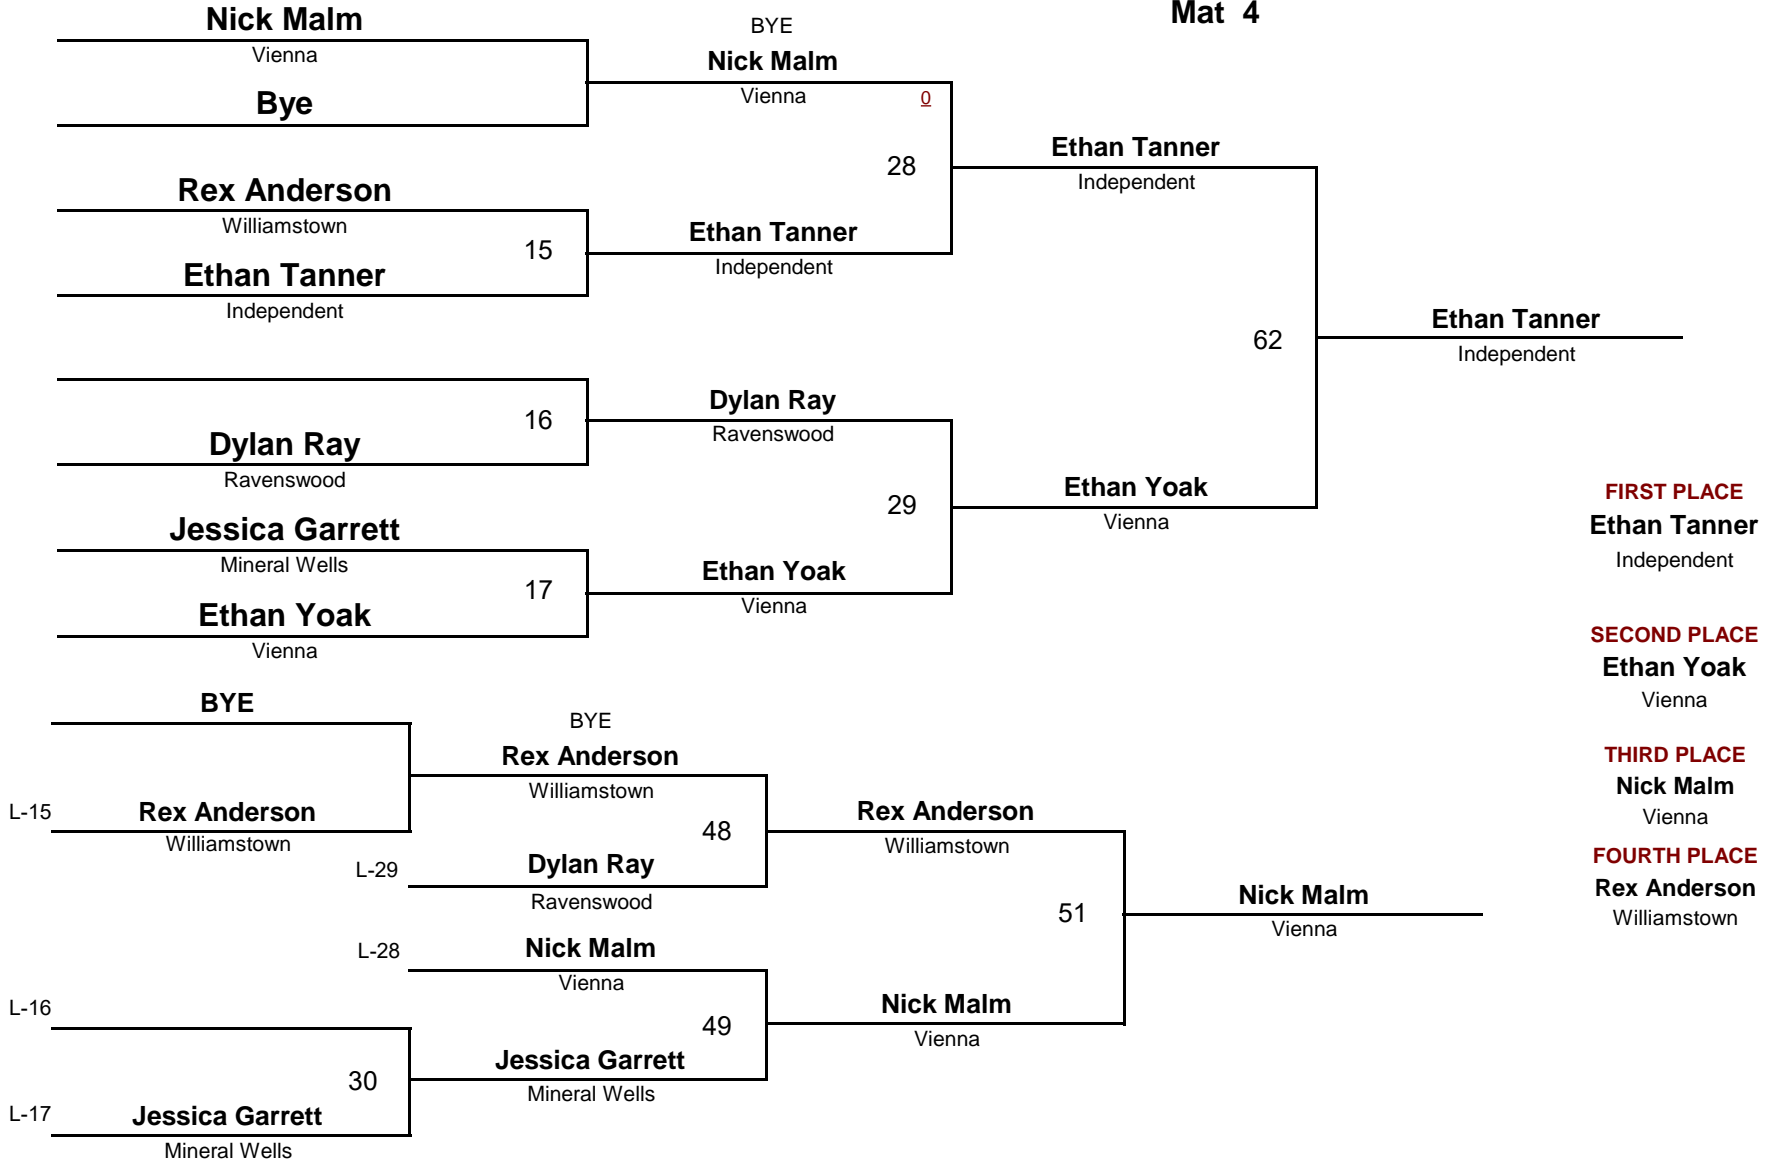 Mat 4
Nick Malm
Vienna
Bye
Rex Anderson
Williamstown
15
Ethan Tanner
Independent
16
Dylan Ray
Ravenswood
Jessica Garrett
Mineral Wells
17
Ethan Yoak
Vienna
BYE
Nick Malm
Vienna
0
28
Ethan Tanner
Independent
Dylan Ray
Ravenswood
29
Ethan Yoak
Vienna
Ethan Tanner
Independent
62
Ethan Yoak
Vienna
Ethan Tanner
Independent
FIRST PLACE
Ethan Tanner
Independent
SECOND PLACE
Ethan Yoak
Vienna
THIRD PLACE
Nick Malm
Vienna
FOURTH PLACE
Rex Anderson
Williamstown
BYE
L-15
Rex Anderson
Williamstown
L-16
30
L-17
Jessica Garrett
Mineral Wells
BYE
Rex Anderson
Williamstown
48
L-29
Dylan Ray
Ravenswood
L-28
Nick Malm
Vienna
49
Jessica Garrett
Mineral Wells
Rex Anderson
Williamstown
51
Nick Malm
Vienna
Nick Malm
Vienna